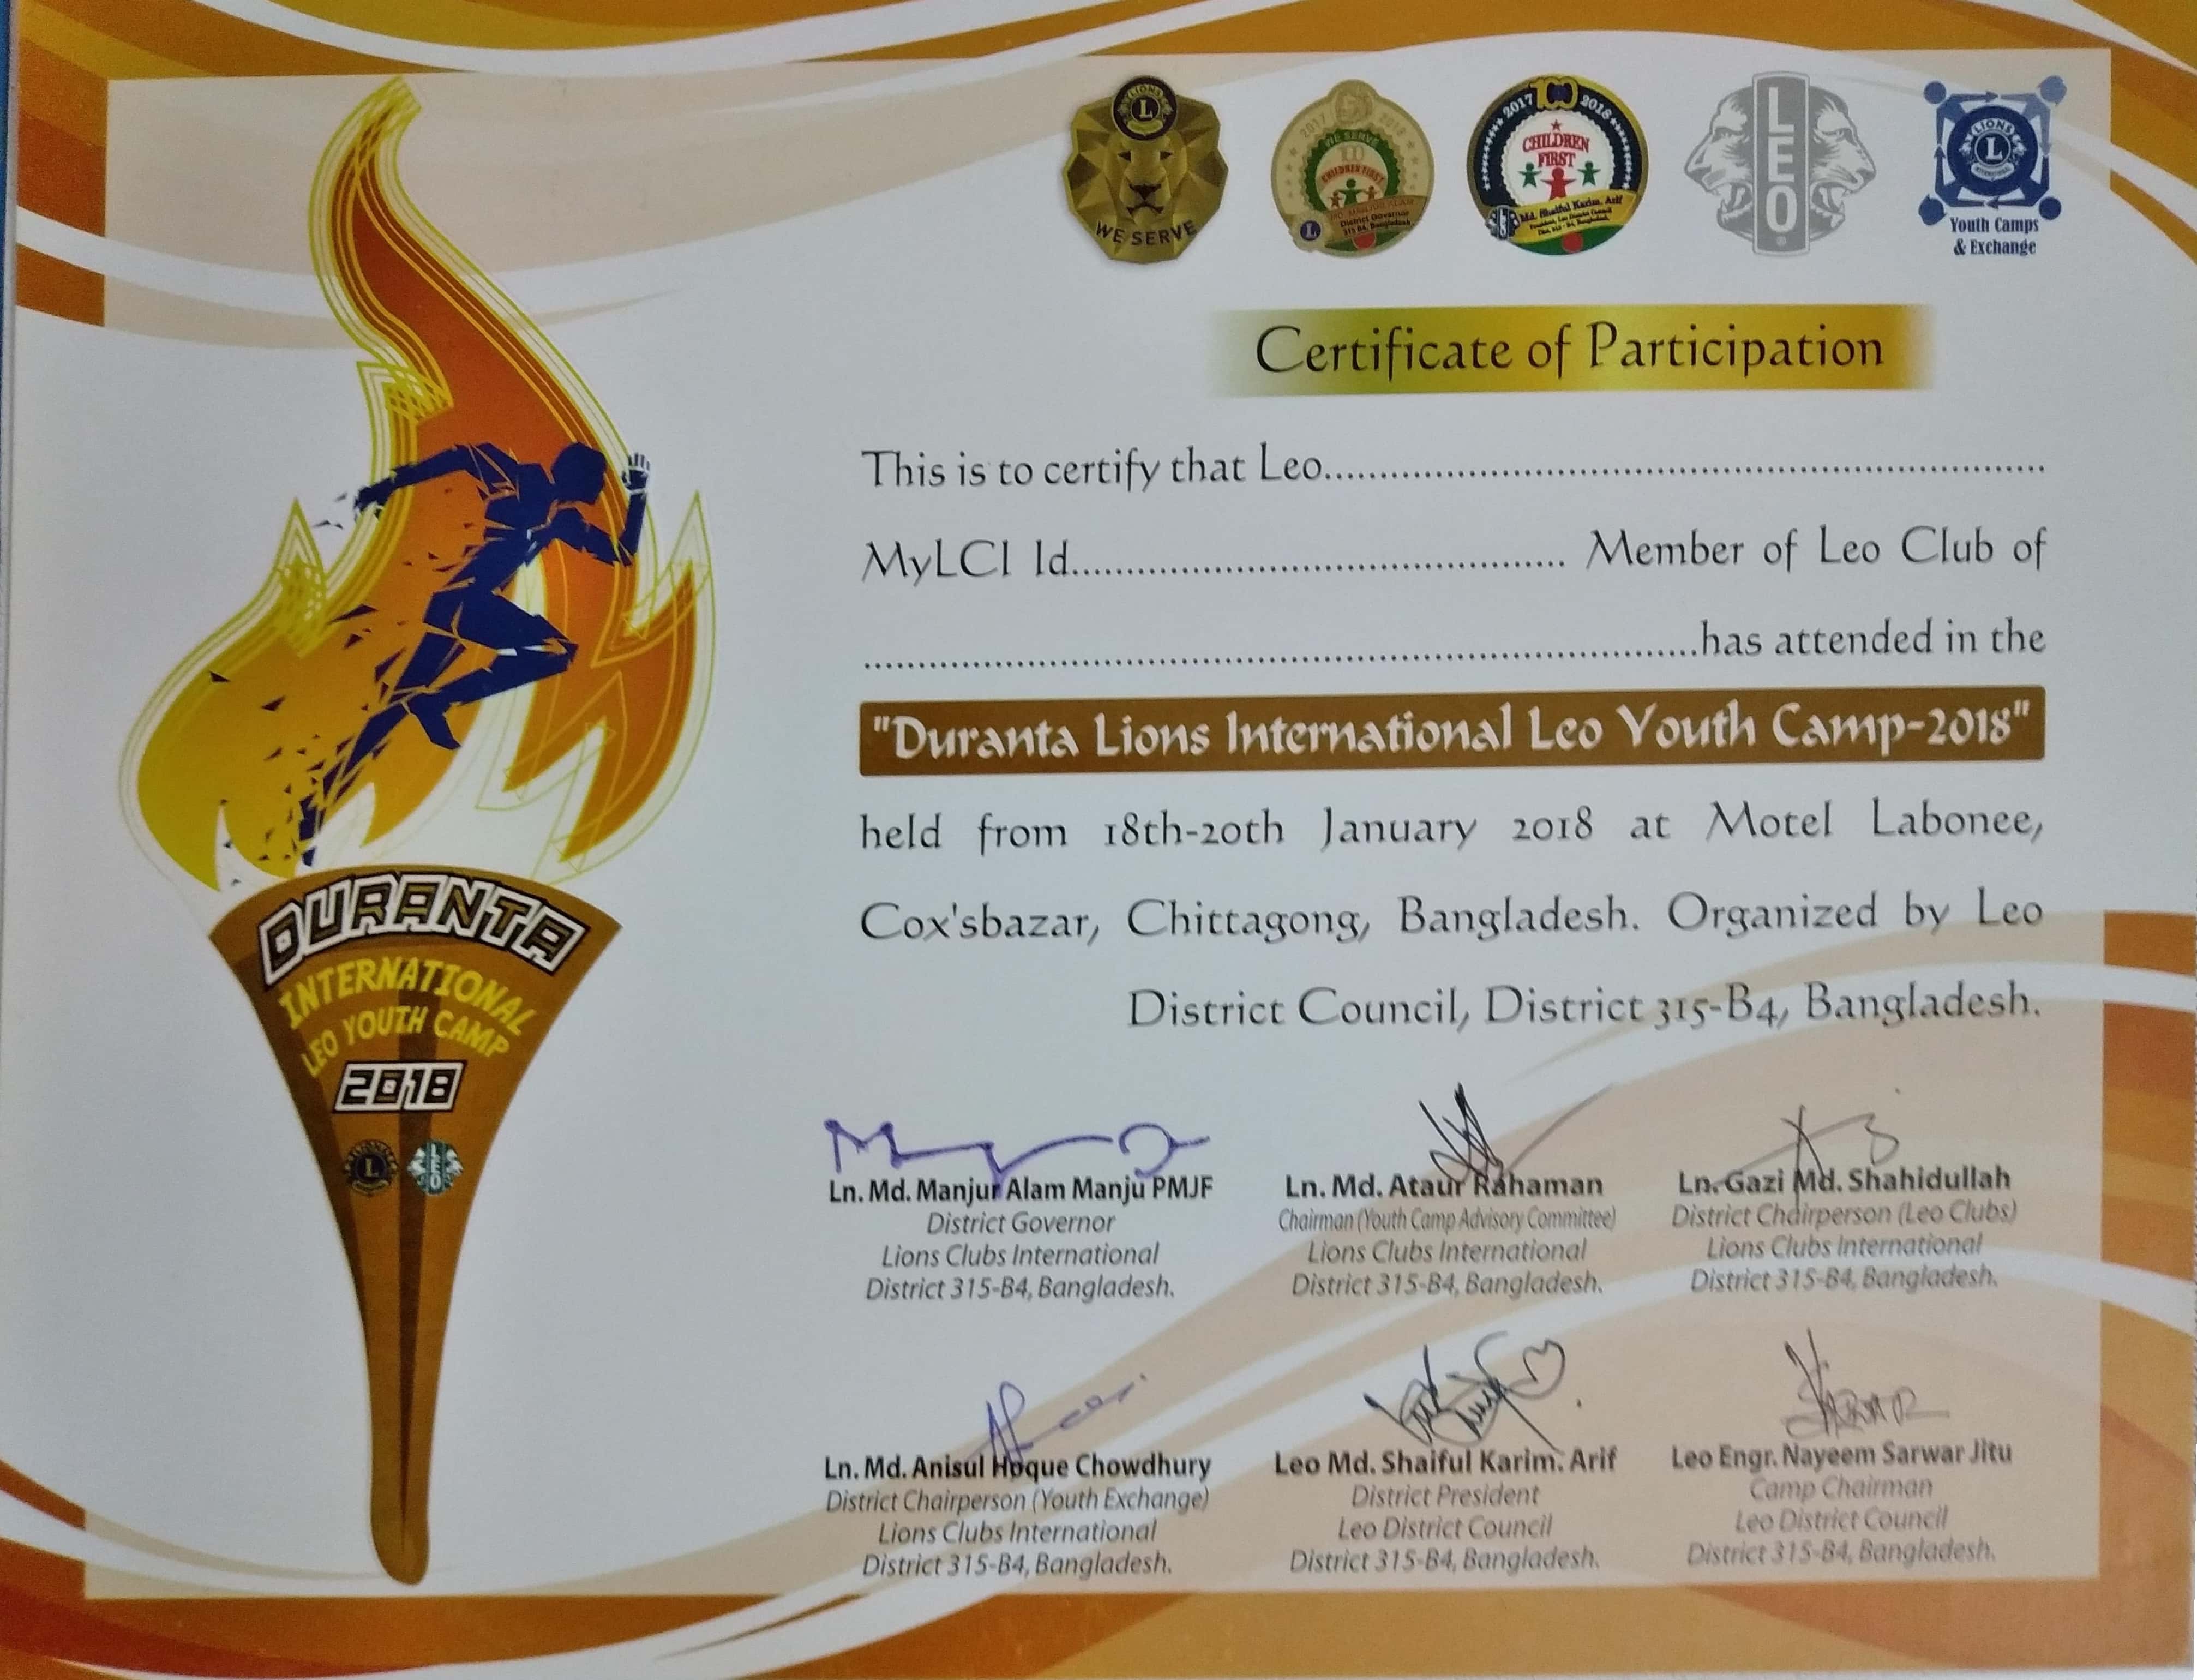 LIONS
L
WE SERVE
2017 2018
WE SERVE
100
CHILDREN FIRST
District Governor
315 B4, Bangladesh
L
2017 100 2018
CHILDREN
FIRST
Md. Shaiful Karim. Arif
LEO
LIONS
L
INTERNATIONAL
Youth Camps
& Exchange
Certificate of Participation
This is to certify that Leo..........................................................................
MyLCI Id............................................. Member of Leo Club of
............................................................................has attended in the
"Duranta Lions International Leo Youth Camp-2018"
held from 18th-20th January 2018 at Motel Labonee,
Cox'sbazar, Chittagong, Bangladesh. Organized by Leo
District Council, District 315-B4, Bangladesh.
DURANTA
INTERNATIONAL
LEO YOUTH CAMP
2018
LIONS
L
LEO
Ln. Md. Manjur Alam Manju PMJF
District Governor
Lions Clubs International
District 315-B4, Bangladesh.
Ln. Md. Ataur Rahaman
Chairman (Youth Camp Advisory Committee)
Lions Clubs International
District 315-B4, Bangladesh.
Ln. Gazi Md. Shahidullah
District Chairperson (Leo Clubs)
Lions Clubs International
District 315-B4, Bangladesh.
Ln. Md. Anisul Hoque Chowdhury
District Chairperson (Youth Exchange)
Lions Clubs International
District 315-B4, Bangladesh.
Leo Md. Shaiful Karim. Arif
District President
Leo District Council
District 315-B4, Bangladesh.
Leo Engr. Nayeem Sarwar Jitu
Camp Chairman
Leo District Council
District 315-B4, Bangladesh.